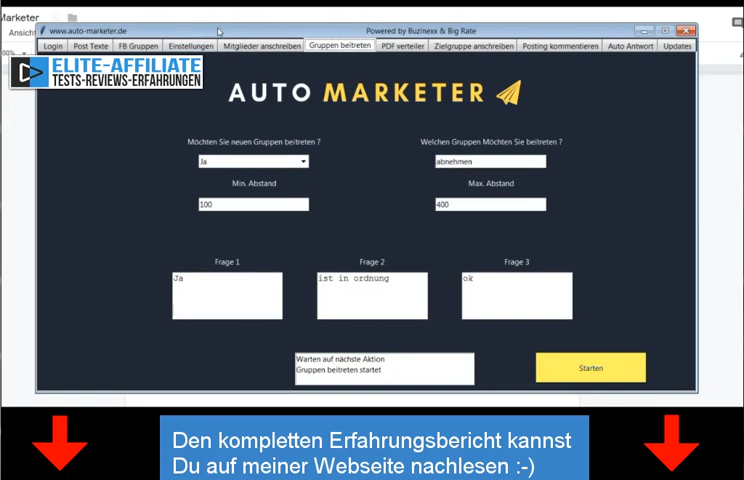 Marketer
Ansicht
www.auto-marketer.de
Powered by Buzinexx & Big Rate
Login
Post Texte
FB Gruppen
Einstellungen
Mitglieder anschreiben
Gruppen beitreten
PDF verteiler
Zielgruppe anschreiben
Posting kommentieren
Auto Antwort
Updates
ELITE-AFFILIATE
TESTS-REVIEWS-ERFAHRUNGEN
AUTO MARKETER
Möchten Sie neuen Gruppen beitreten ?
Welchen Gruppen Möchten Sie beitreten ?
Ja
abnehmen
Min. Abstand
Max. Abstand
100
400
Frage 1
Frage 2
Frage 3
Ja
ist in ordnung
ok
Warten auf nächste Aktion
Gruppen beitreten startet
Starten
Den kompletten Erfahrungsbericht kannst
Du auf meiner Webseite nachlesen :-)